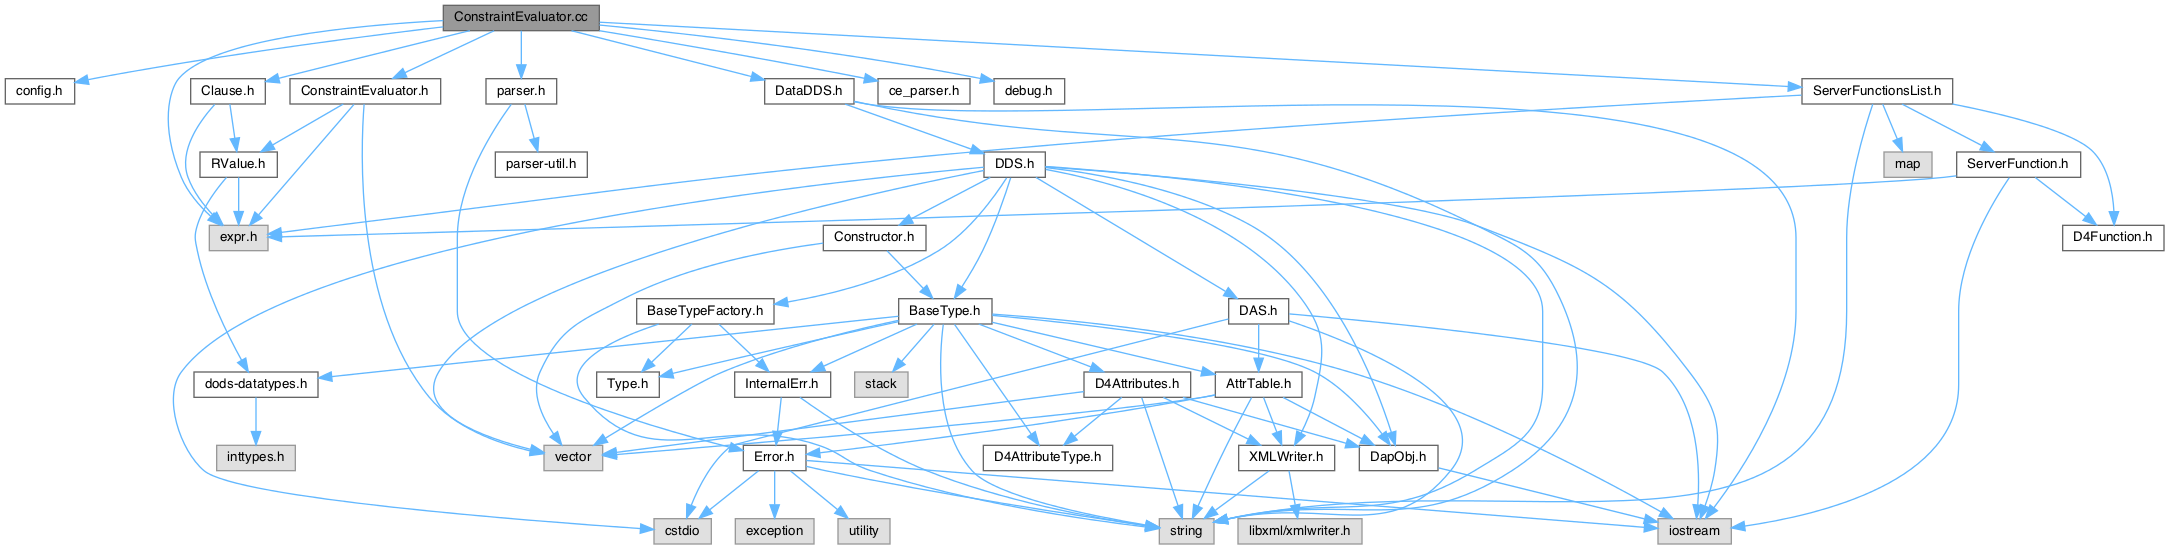 ConstraintEvaluator.cc
config.h
Clause.h
ConstraintEvaluator.h
parser.h
DataDDS.h
ce_parser.h
debug.h
ServerFunctionsList.h
RValue.h
parser-util.h
DDS.h
map
ServerFunction.h
expr.h
Constructor.h
D4Function.h
BaseTypeFactory.h
BaseType.h
DAS.h
dods-datatypes.h
Type.h
InternalErr.h
stack
D4Attributes.h
AttrTable.h
inttypes.h
vector
Error.h
D4AttributeType.h
XMLWriter.h
DapObj.h
cstdio
exception
utility
string
libxml/xmlwriter.h
iostream